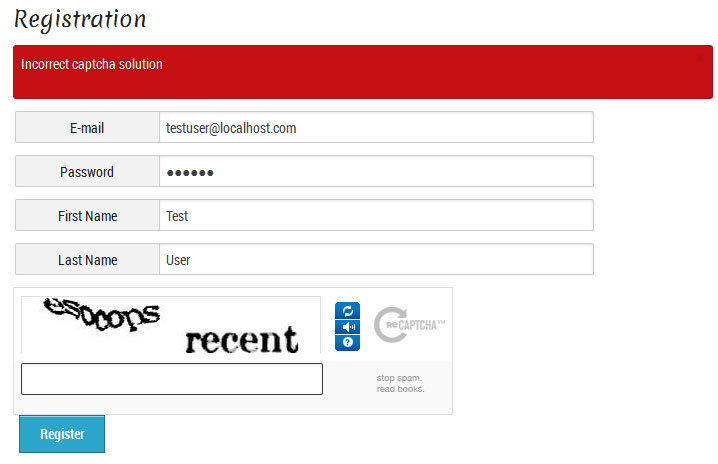 Registration
Incorrect captcha solution
E-mail testuser@localhost.com
Password ●●●●●●
First Name Test
Last Name User
recent
reCAPTCHA™
stop spam.
read books.
Register